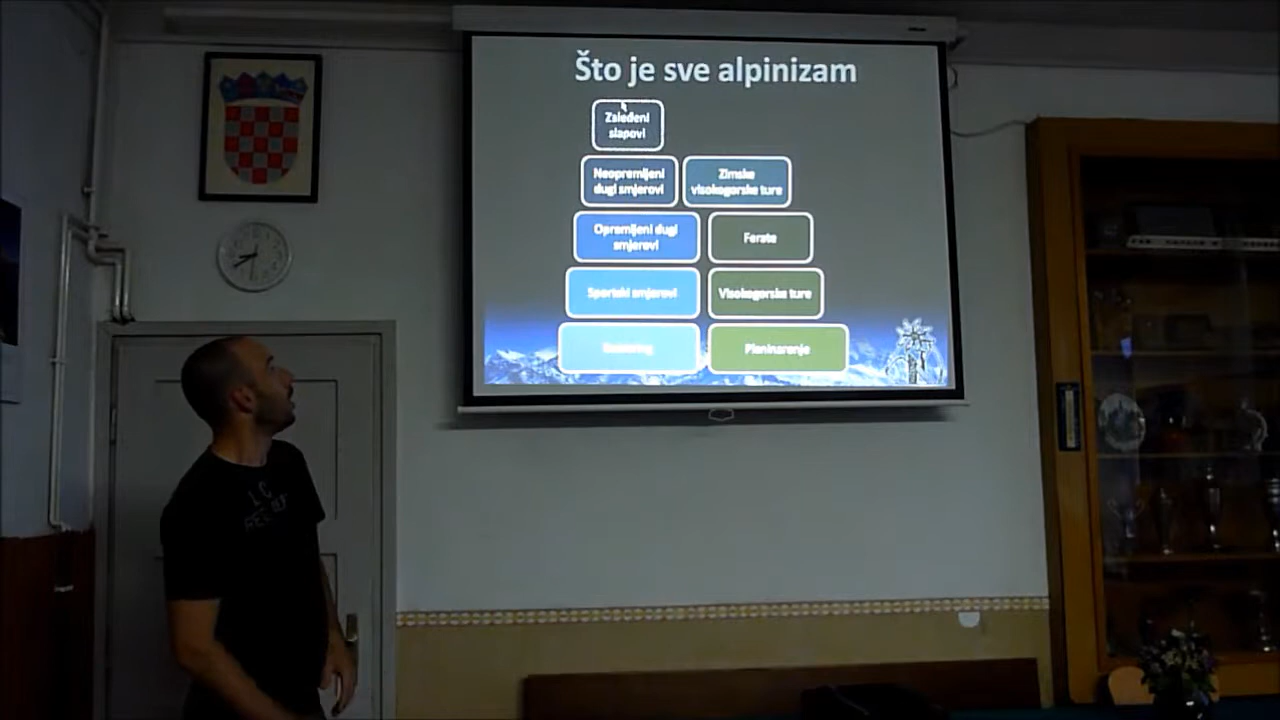 Što je sve alpinizam
Zaleđeni
slapovi
Neopremljeni
dugi smjerovi
Zimske
visokogorske ture
Opremljeni dugi
smjerovi
Ferate
Sportski smjerovi
Visokogorske ture
Planinarenje